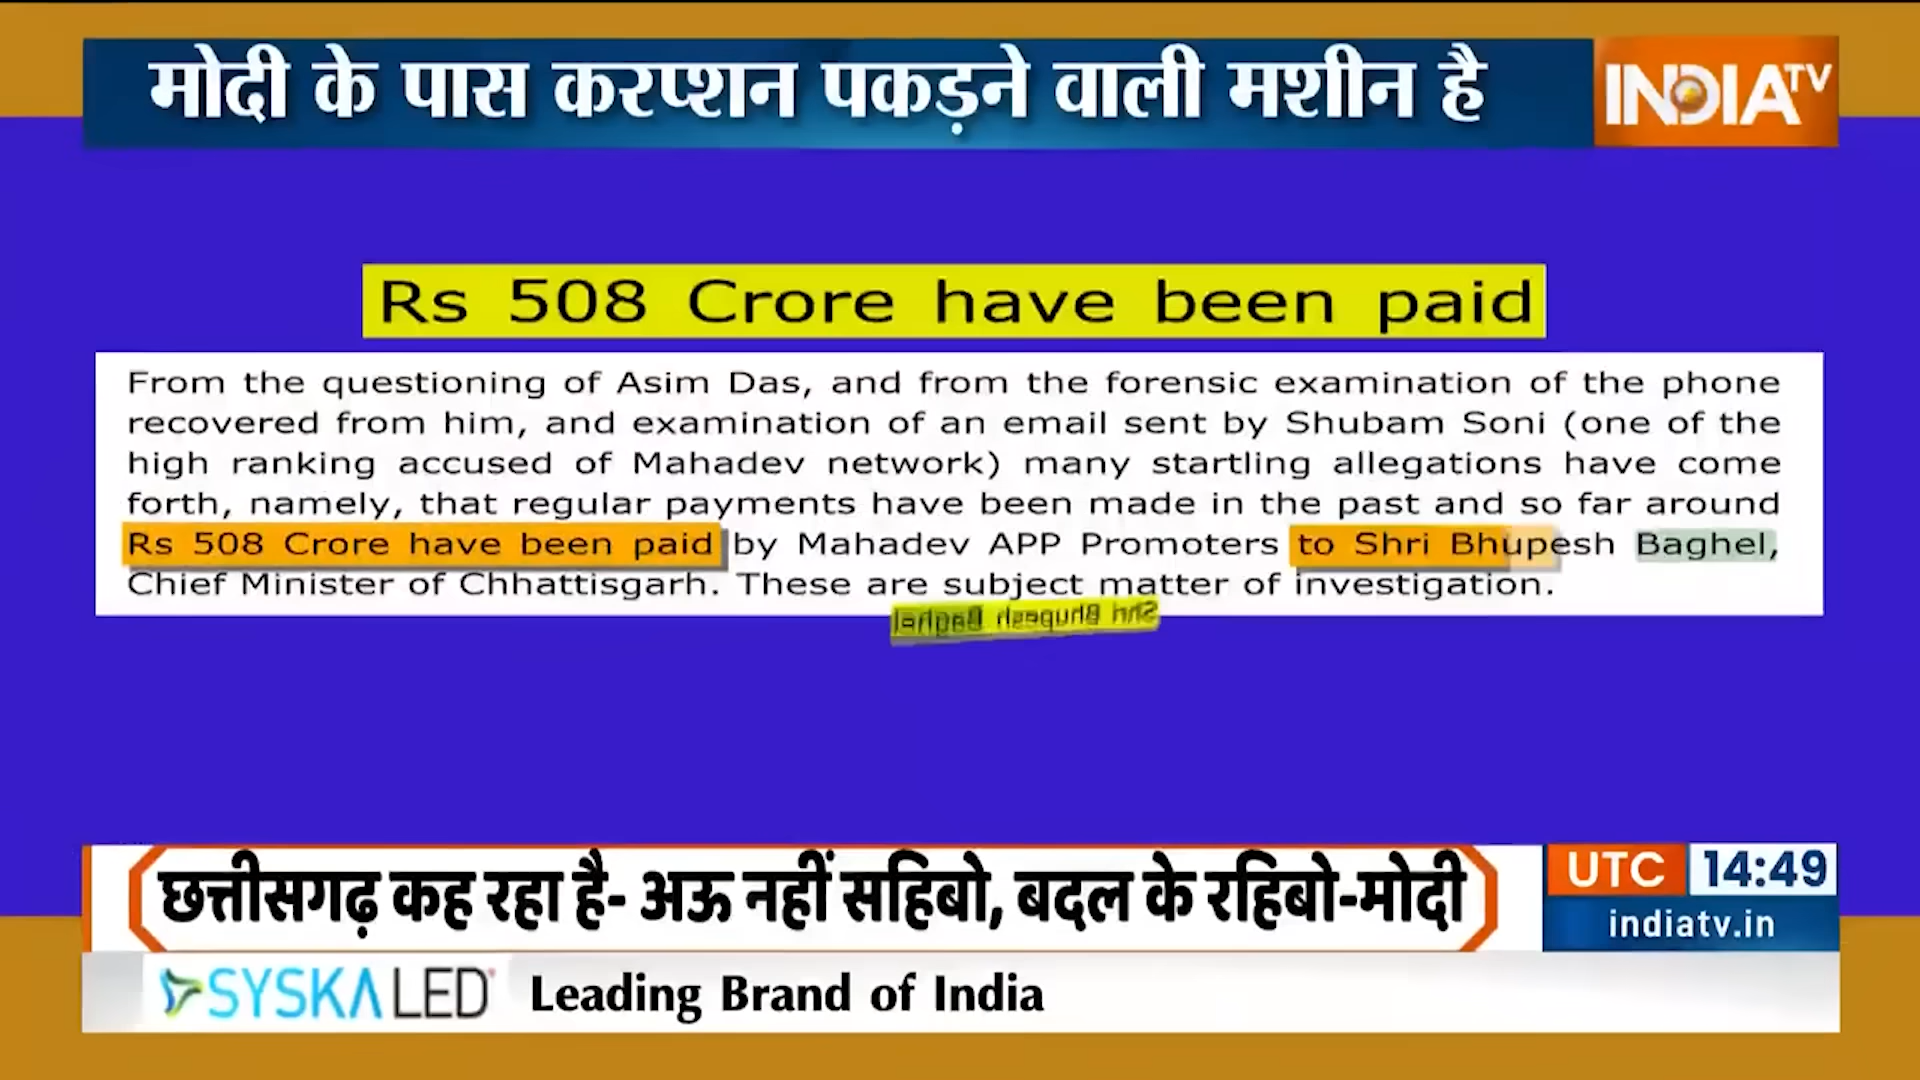 मोदी के पास करप्शन पकड़ने वाली मशीन है
INDIA TV
Rs 508 Crore have been paid
From the questioning of Asim Das, and from the forensic examination of the phone
recovered from him, and examination of an email sent by Shubam Soni (one of the
high ranking accused of Mahadev network) many startling allegations have come
forth, namely, that regular payments have been made in the past and so far around
Rs 508 Crore have been paid by Mahadev APP Promoters to Shri Bhupesh Baghel,
Chief Minister of Chhattisgarh. These are subject matter of investigation.
Shri Bhupesh Baghel
छत्तीसगढ़ कह रहा है- अऊ नहीं सहिबो, बदल के रहिबो-मोदी
UTC 14:49
indiatv.in
SYSKA LED Leading Brand of India